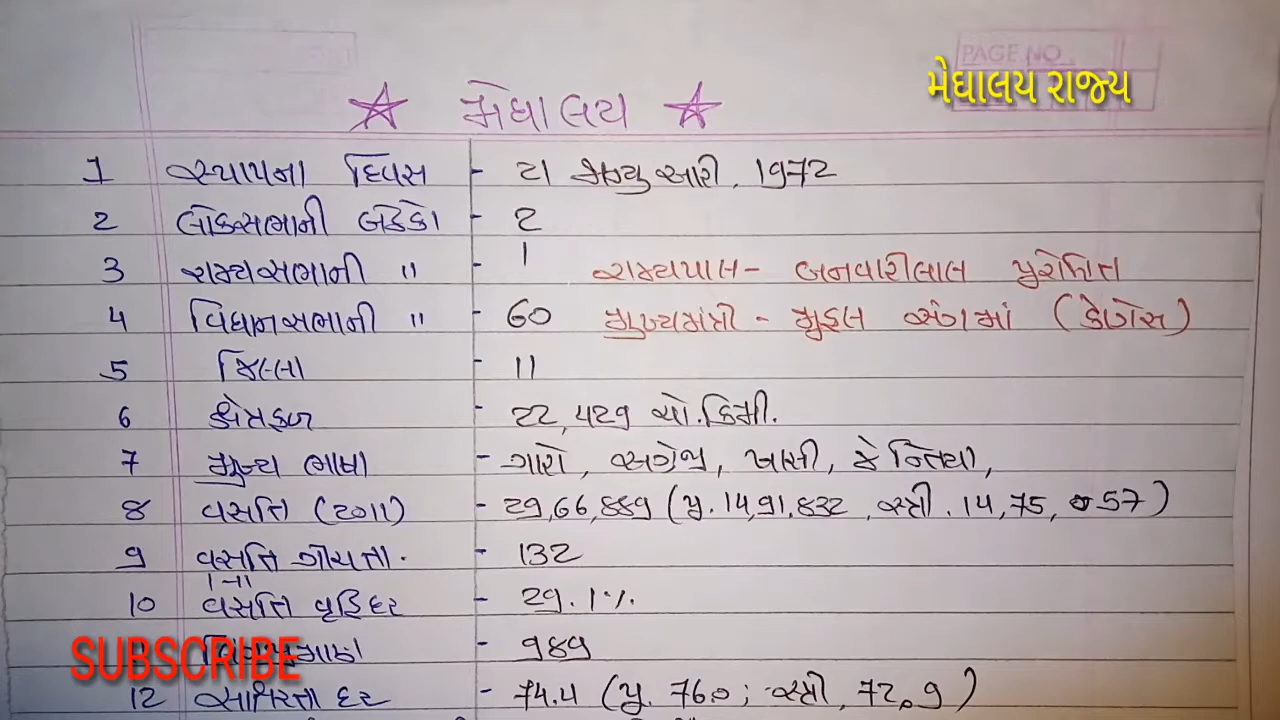 PAGE NO.
મેઘાલય રાજ્ય
☆ મેઘાલય ☆
1 સ્થાપના દિવસ - 21 જાન્યુઆરી, 1972
2 લોકસભાની બેઠકો - 2
3 રાજ્યસભાની " - 1 રાજ્યપાલ - બનવારીલાલ પુરોહિત
4 વિધાનસભાની " - 60 મુખ્યમંત્રી - મુકુલ સંગમાં (કોંગ્રેસ)
5 જિલ્લા - 11
6 ક્ષેત્રફળ - 22,429 ચો.કિમી.
7 મુખ્ય ભાષા - ગારો, અંગ્રેજી, ખાસી, જેન્તિયા,
8 વસતિ (2011) - 29,66,889 (પુ. 14,91,832, સ્ત્રી. 14,75,057)
9 વસતિ ગીચતા. - 132
10 વસતિ વૃદ્ધિદર - 29.1%
SUBSCRIBE - 989
12 સાક્ષરતા દર - 74.4 (પુ. 76.0; સ્ત્રી, 72.9)